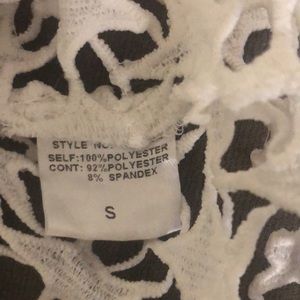 STYLE NO.
SELF:100%POLYESTER
CONT: 92%POLYESTER
8% SPANDEX
S